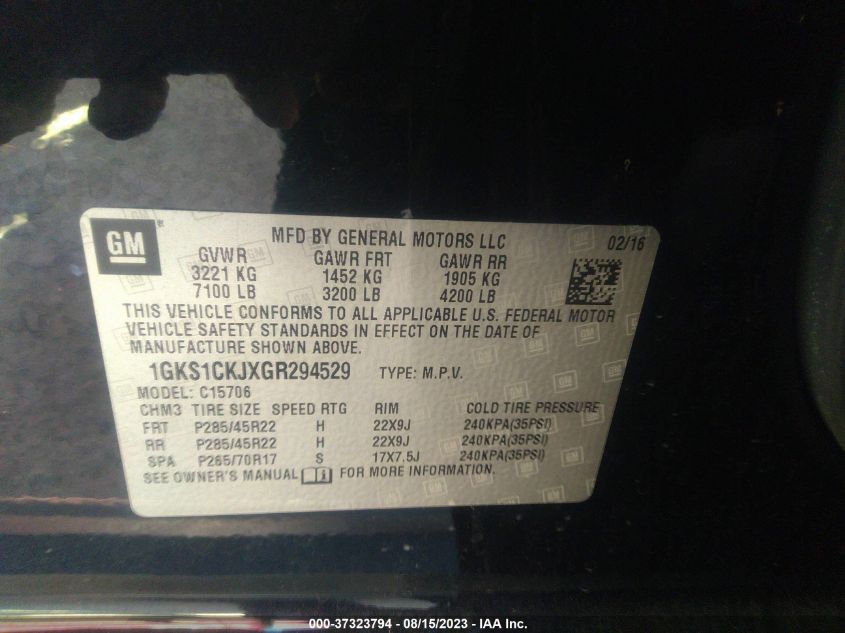 GM®
MFD BY GENERAL MOTORS LLC 02/16
GVWR GAWR FRT GAWR RR
3221 KG 1452 KG 1905 KG
7100 LB 3200 LB 4200 LB
THIS VEHICLE CONFORMS TO ALL APPLICABLE U.S. FEDERAL MOTOR
VEHICLE SAFETY STANDARDS IN EFFECT ON THE DATE OF
MANUFACTURE SHOWN ABOVE.
1GKS1CKJXGR294529 TYPE: M.P.V.
MODEL: C15706
CHM3 TIRE SIZE SPEED RTG RIM COLD TIRE PRESSURE
FRT P285/45R22 H 22X9J 240KPA(35PSI)
RR P285/45R22 H 22X9J 240KPA(35PSI)
SPA P265/70R17 S 17X7.5J 240KPA(35PSI)
SEE OWNER'S MANUAL FOR MORE INFORMATION.
000-37323794 - 08/15/2023 - IAA Inc.